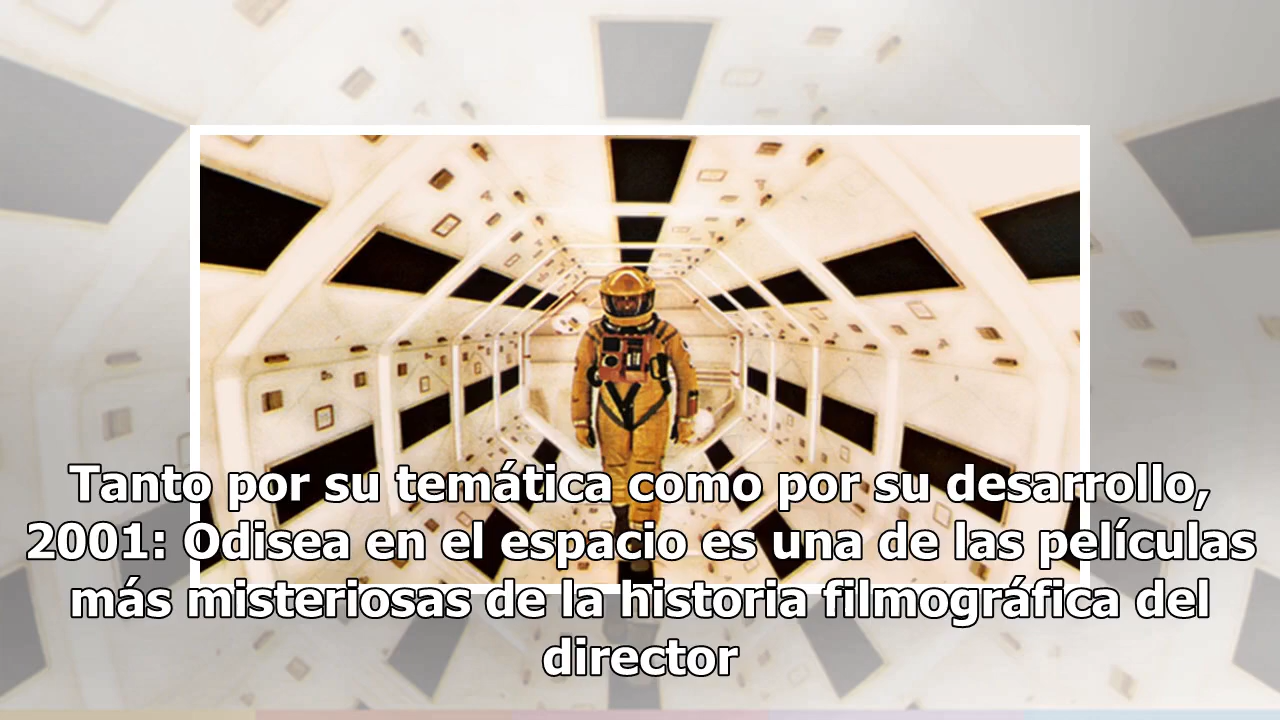 Tanto por su temática como por su desarrollo,
2001: Odisea en el espacio es una de las películas
más misteriosas de la historia filmográfica del
director